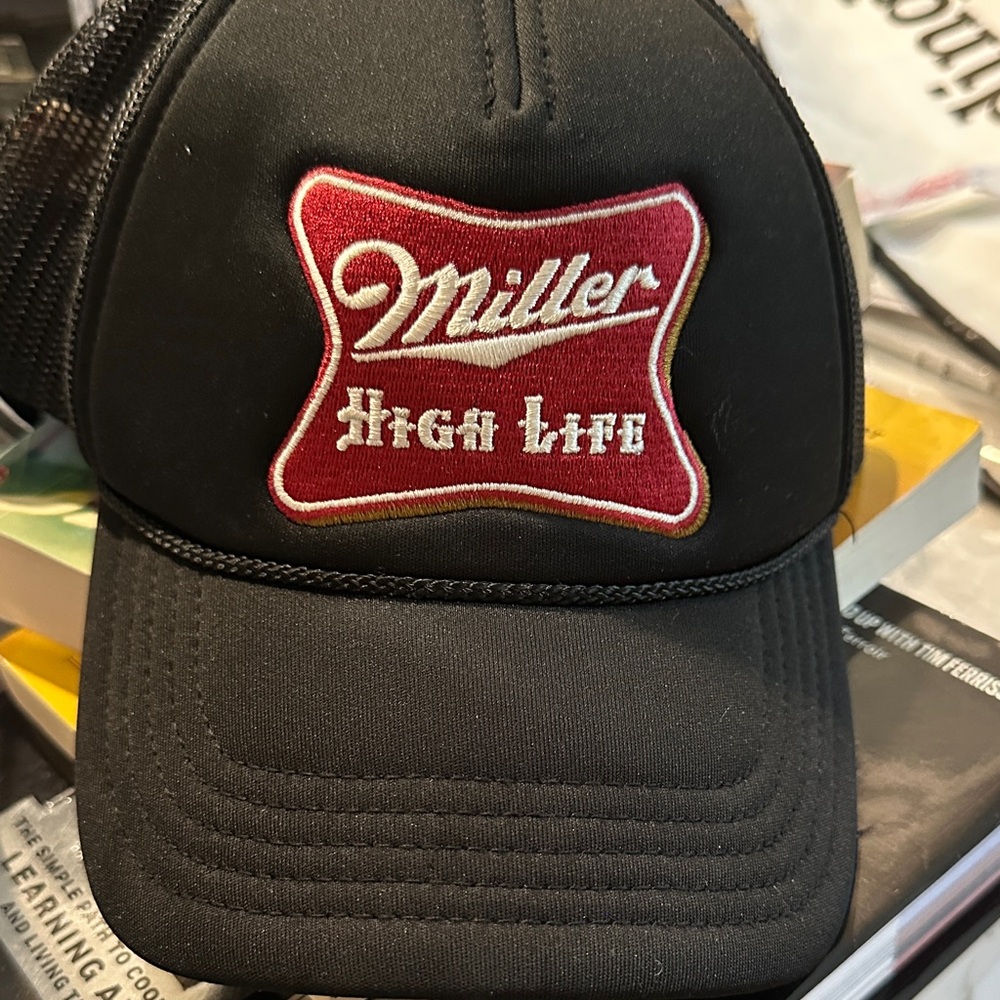 Miller
HIGH LIFE
UP WITH TIM FERRISS
THE SIMPLE PATH TO COO
LEARNING A
AND LIVING T